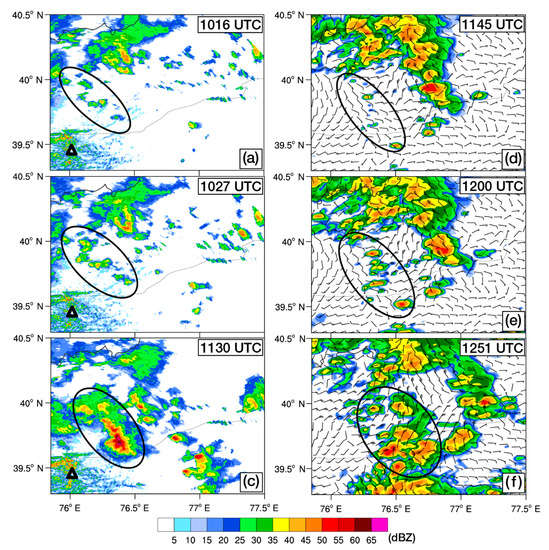 40.5° N
1016 UTC
1145 UTC
40° N
39.5° N
(a)
(d)
40.5° N
1027 UTC
1200 UTC
40° N
39.5° N
(b)
(e)
40.5° N
1130 UTC
1251 UTC
40° N
39.5° N
(c)
(f)
76° E 76.5° E 77° E 77.5° E
40.5° N
40° N
39.5° N
40.5° N
40° N
39.5° N
40.5° N
40° N
39.5° N
76° E 76.5° E 77° E 77.5° E
5 10 15 20 25 30 35 40 45 50 55 60 65 (dBZ)